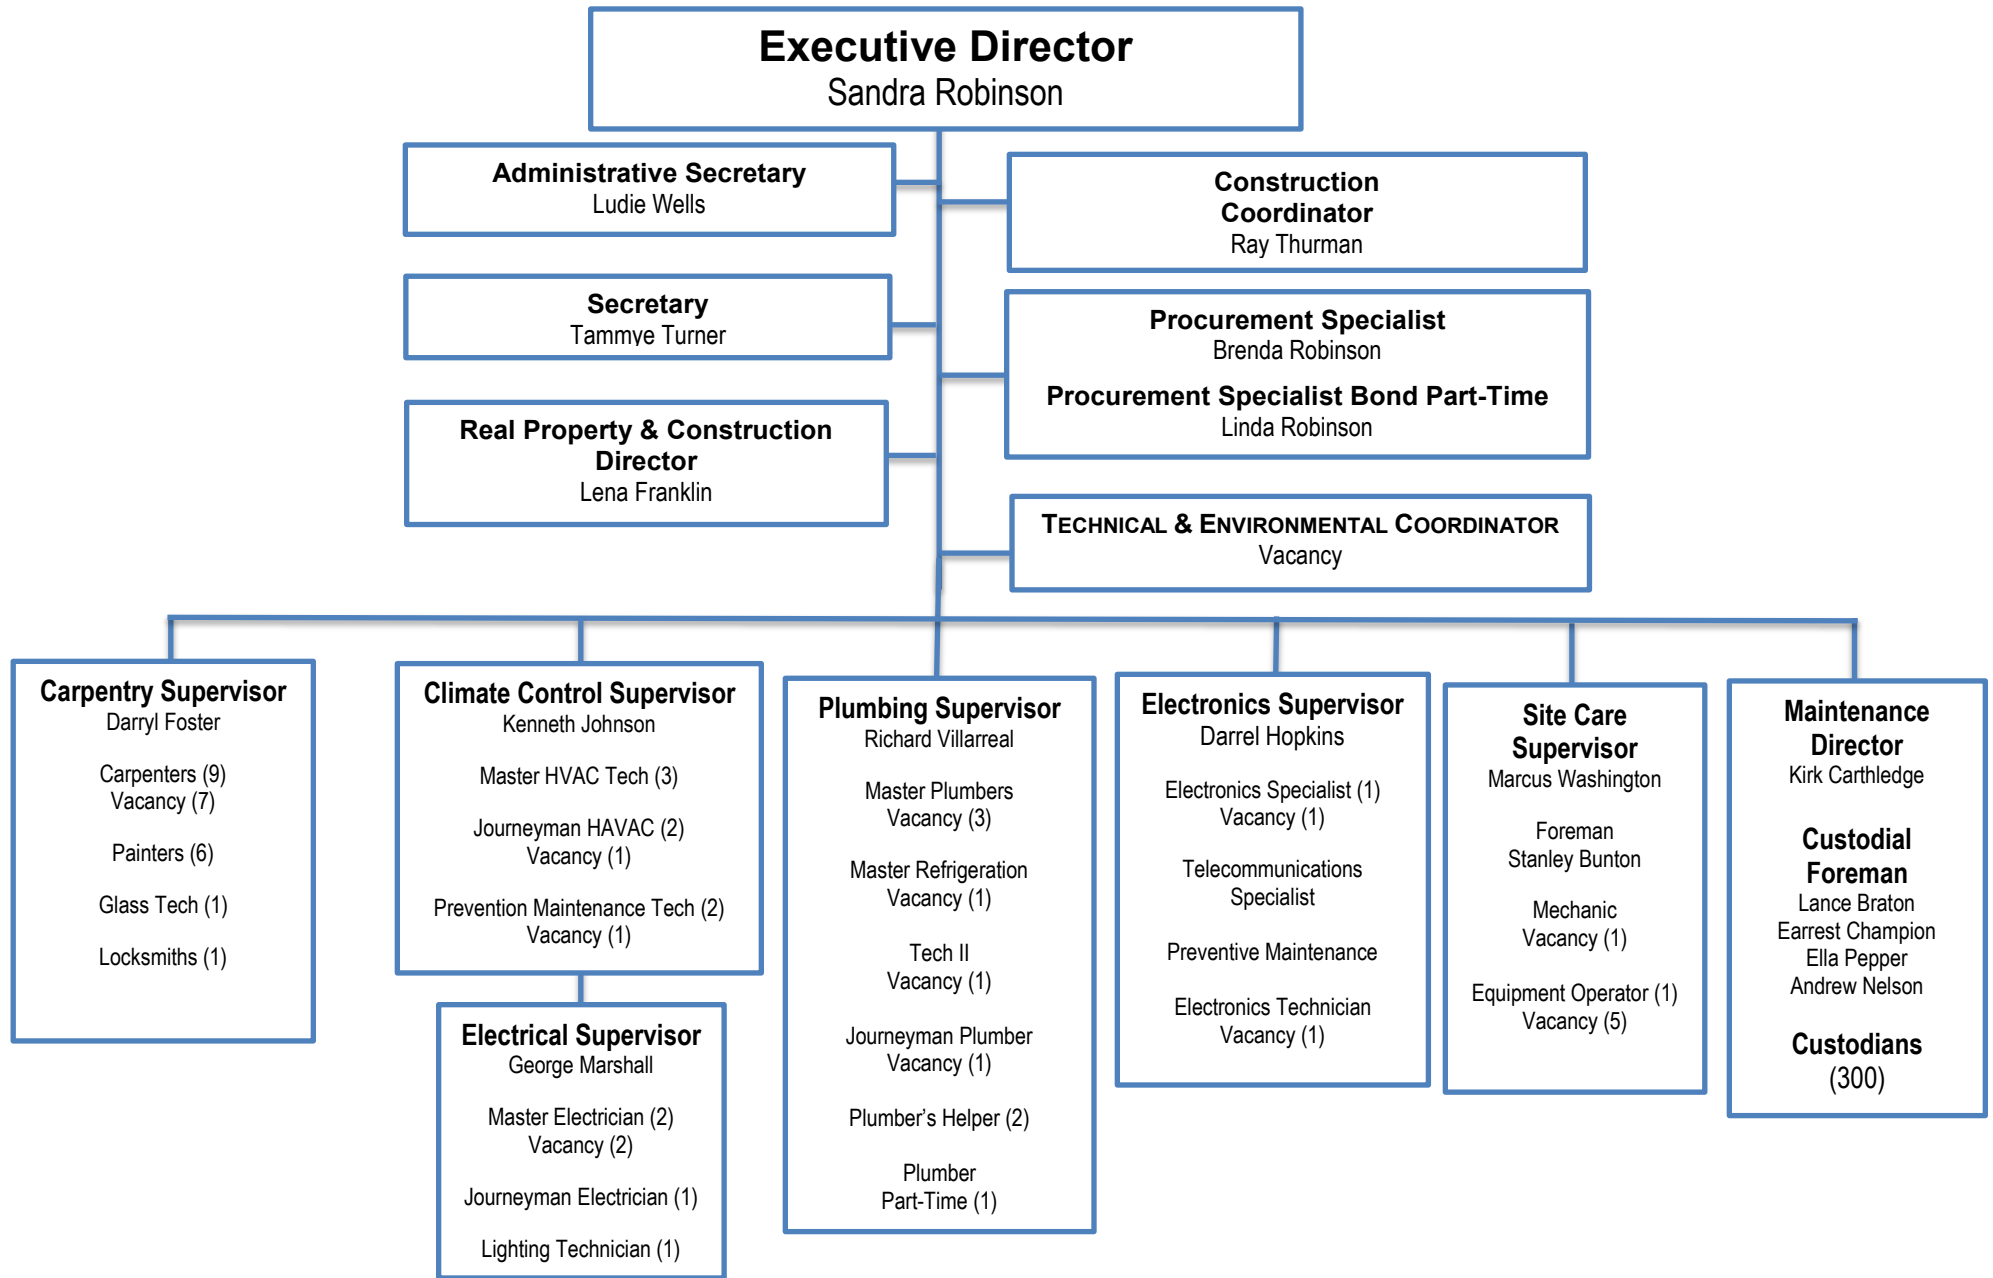 Executive Director
Sandra Robinson
Administrative Secretary
Ludie Wells
Construction
Coordinator
Ray Thurman
Secretary
Tammye Turner
Procurement Specialist
Brenda Robinson
Procurement Specialist Bond Part-Time
Linda Robinson
Real Property & Construction
Director
Lena Franklin
TECHNICAL & ENVIRONMENTAL COORDINATOR
Vacancy
Carpentry Supervisor
Darryl Foster
Carpenters (9)
Vacancy (7)
Painters (6)
Glass Tech (1)
Locksmiths (1)
Climate Control Supervisor
Kenneth Johnson
Master HVAC Tech (3)
Journeyman HAVAC (2)
Vacancy (1)
Prevention Maintenance Tech (2)
Vacancy (1)
Electrical Supervisor
George Marshall
Master Electrician (2)
Vacancy (2)
Journeyman Electrician (1)
Lighting Technician (1)
Plumbing Supervisor
Richard Villarreal
Master Plumbers
Vacancy (3)
Master Refrigeration
Vacancy (1)
Tech II
Vacancy (1)
Journeyman Plumber
Vacancy (1)
Plumber’s Helper (2)
Plumber
Part-Time (1)
Electronics Supervisor
Darrel Hopkins
Electronics Specialist (1)
Vacancy (1)
Telecommunications
Specialist
Preventive Maintenance
Electronics Technician
Vacancy (1)
Site Care
Supervisor
Marcus Washington
Foreman
Stanley Bunton
Mechanic
Vacancy (1)
Equipment Operator (1)
Vacancy (5)
Maintenance
Director
Kirk Carthledge
Custodial
Foreman
Lance Braton
Earrest Champion
Ella Pepper
Andrew Nelson
Custodians
(300)